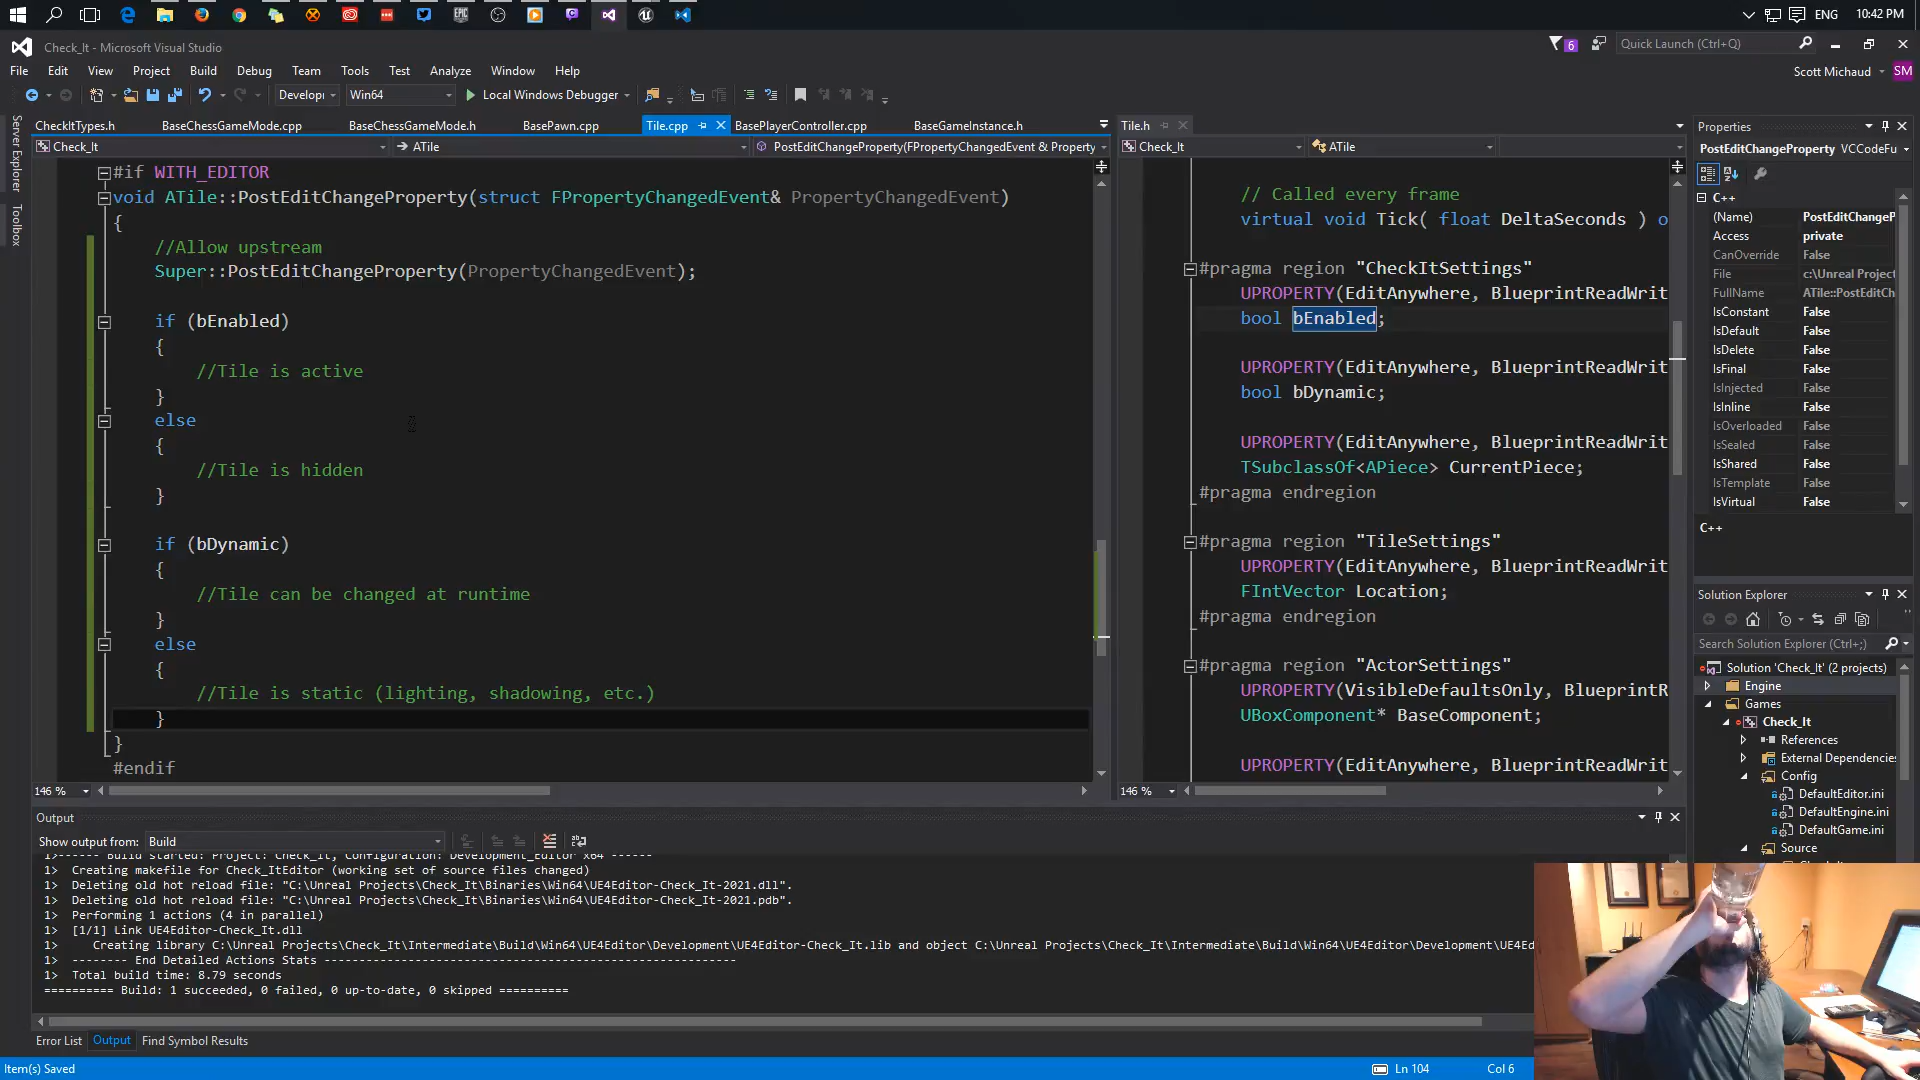 ENG
10:42 PM
Check_It - Microsoft Visual Studio
6
Quick Launch (Ctrl+Q)
File Edit View Project Build Debug Team Tools Test Analyze Window Help
Scott Michaud
SM
Develop
Win64
Local Windows Debugger
Server Explorer
Toolbox
CheckItTypes.h
BaseChessGameMode.cpp
BaseChessGameMode.h
BasePawn.cpp
Tile.cpp
BasePlayerController.cpp
BaseGameInstance.h
Check_It
ATile
PostEditChangeProperty(FPropertyChangedEvent & Property
#if WITH_EDITOR
void ATile::PostEditChangeProperty(struct FPropertyChangedEvent& PropertyChangedEvent)
{
//Allow upstream
Super::PostEditChangeProperty(PropertyChangedEvent);
if (bEnabled)
{
//Tile is active
}
else
{
//Tile is hidden
}
if (bDynamic)
{
//Tile can be changed at runtime
}
else
{
//Tile is static (lighting, shadowing, etc.)
}
}
#endif
146 %
Tile.h
Check_It
ATile
// Called every frame
virtual void Tick( float DeltaSeconds ) o
#pragma region "CheckItSettings"
UPROPERTY(EditAnywhere, BlueprintReadWrit
bool bEnabled;
UPROPERTY(EditAnywhere, BlueprintReadWrit
bool bDynamic;
UPROPERTY(EditAnywhere, BlueprintReadWrit
TSubclassOf<APiece> CurrentPiece;
#pragma endregion
#pragma region "TileSettings"
UPROPERTY(EditAnywhere, BlueprintReadWrit
FIntVector Location;
#pragma endregion
#pragma region "ActorSettings"
UPROPERTY(VisibleDefaultsOnly, BlueprintR
UBoxComponent* BaseComponent;
UPROPERTY(EditAnywhere, BlueprintReadWrit
146 %
Properties
PostEditChangeProperty VCCodeFu
C++
(Name) PostEditChangeP
Access private
CanOverride False
File c:\Unreal Project
FullName ATile::PostEditCh
IsConstant False
IsDefault False
IsDelete False
IsFinal False
IsInjected False
IsInline False
IsOverloaded False
IsSealed False
IsShared False
IsTemplate False
IsVirtual False
C++
Solution Explorer
Search Solution Explorer (Ctrl+;)
Solution 'Check_It' (2 projects)
Engine
Games
Check_It
References
External Dependencies
Config
DefaultEditor.ini
DefaultEngine.ini
DefaultGame.ini
Source
Output
Show output from: Build
1>------ Build started: Project: Check_It, Configuration: Development_Editor x64 ------
1> Creating makefile for Check_ItEditor (working set of source files changed)
1> Deleting old hot reload file: "C:\Unreal Projects\Check_It\Binaries\Win64\UE4Editor-Check_It-2021.dll".
1> Deleting old hot reload file: "C:\Unreal Projects\Check_It\Binaries\Win64\UE4Editor-Check_It-2021.pdb".
1> Performing 1 actions (4 in parallel)
1> [1/1] Link UE4Editor-Check_It.dll
1> Creating library C:\Unreal Projects\Check_It\Intermediate\Build\Win64\UE4Editor\Development\UE4Editor-Check_It.lib and object C:\Unreal Projects\Check_It\Intermediate\Build\Win64\UE4Editor\Development\UE4Ed
1> -------- End Detailed Actions Stats -----------------------------------------------------------
1> Total build time: 8.79 seconds
========== Build: 1 succeeded, 0 failed, 0 up-to-date, 0 skipped ==========
Error List Output Find Symbol Results
Item(s) Saved
Ln 104
Col 6